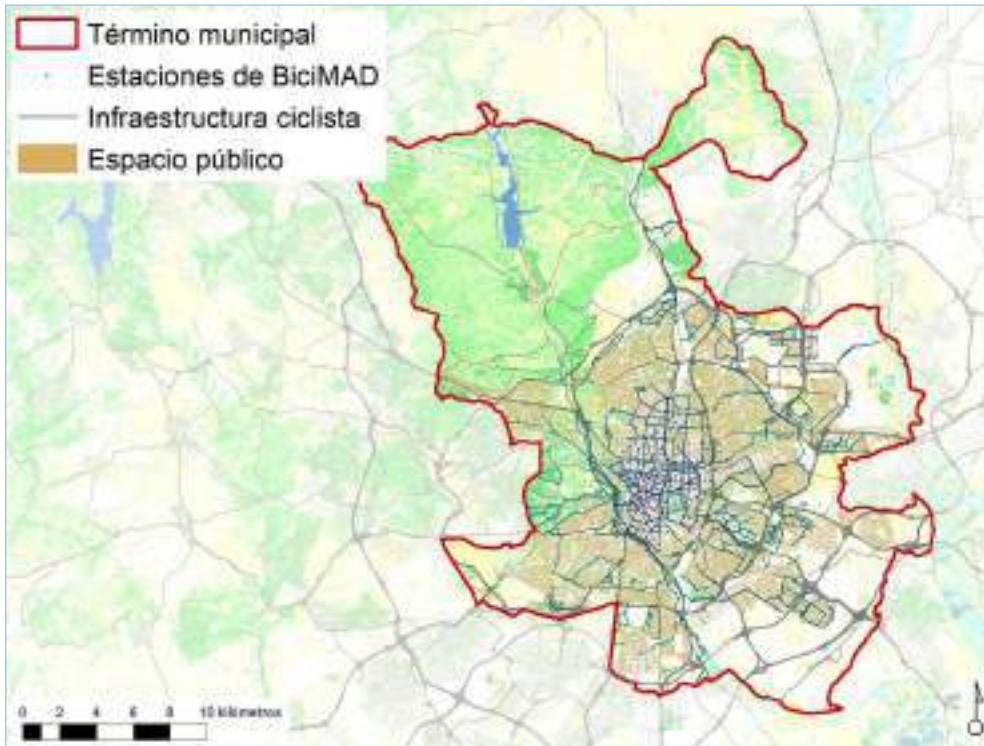 Término municipal
Estaciones de BiciMAD
Infraestructura ciclista
Espacio público
0 2 4 6 8 10 kilómetros